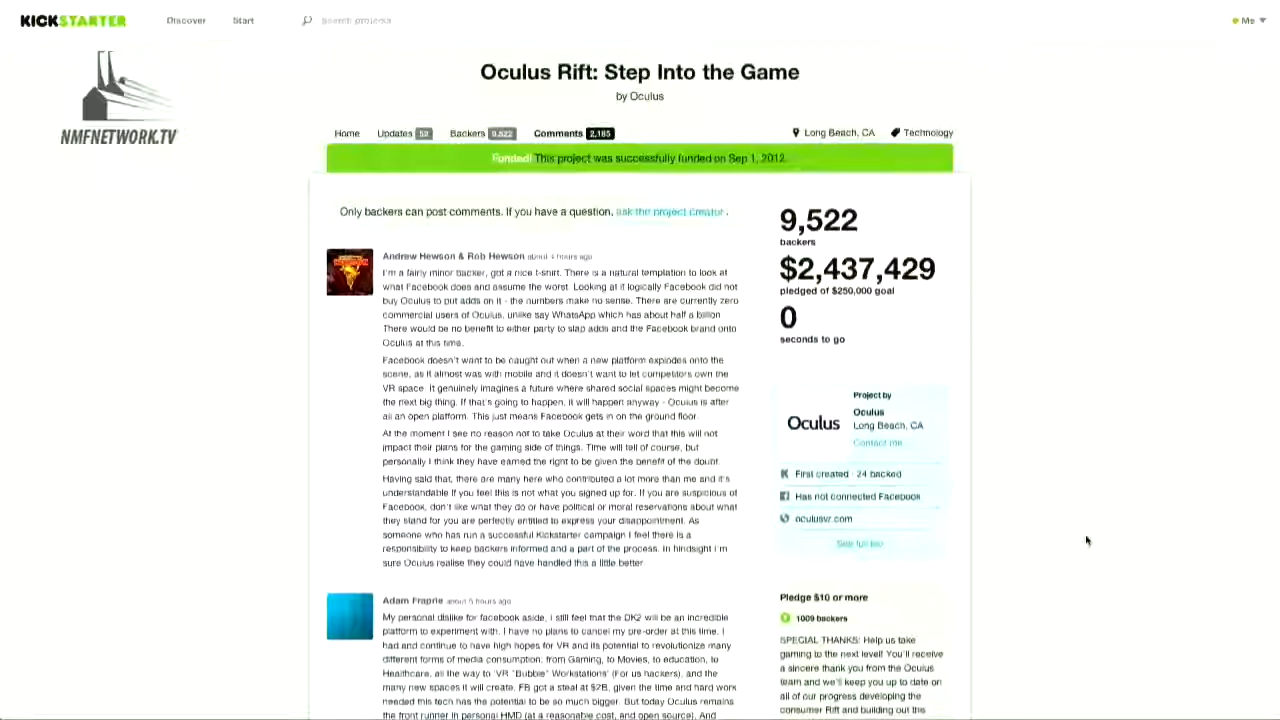 KICKSTARTER Discover Start Search projects Me
NMFNETWORK.TV
Oculus Rift: Step Into the Game
by Oculus
Home Updates 59 Backers 9,522 Comments 2,185 Long Beach, CA Technology
Funded! This project was successfully funded on Sep 1, 2012.
Only backers can post comments. If you have a question, ask the project creator.
Andrew Hewson & Rob Hewson about 4 hours ago
I'm a fairly minor backer, got a nice t-shirt. There is a natural temptation to look at
what Facebook does and assume the worst. Looking at it logically Facebook did not
buy Oculus to put adds on it - the numbers make no sense. There are currently zero
commercial users of Oculus, unlike say WhatsApp which has about half a billion
There would be no benefit to either party to slap adds and the Facebook brand onto
Oculus at this time.
Facebook doesn't want to be caught out when a new platform explodes onto the
scene, as it almost was with mobile and it doesn't want to let competitors own the
VR space. It genuinely imagines a future where shared social spaces might become
the next big thing. If that's going to happen, it will happen anyway - Oculus is after
all an open platform. This just means Facebook gets in on the ground floor.
At the moment I see no reason not to take Oculus at their word that this will not
impact their plans for the gaming side of things. Time will tell of course, but
personally I think they have earned the right to be given the benefit of the doubt.
Having said that, there are many here who contributed a lot more than me and it's
understandable if you feel this is not what you signed up for. If you are suspicious of
Facebook, don't like what they do or have political or moral reservations about what
they stand for you are perfectly entitled to express your disappointment. As
someone who has run a successful Kickstarter campaign I feel there is a
responsibility to keep backers informed and a part of the process. In hindsight I'm
sure Oculus realise they could have handled this a little better
Adam Fraprie about 5 hours ago
My personal dislike for facebook aside, I still feel that the DK2 will be an incredible
platform to experiment with. I have no plans to cancel my pre-order at this time. I
had and continue to have high hopes for VR and its potential to revolutionize many
different forms of media consumption; from Gaming, to Movies, to education, to
Healthcare, all the way to 'VR "Bubble" Workstations' (For us hackers), and the
many new spaces it will create. FB got a steal at $2B, given the time and hard work
needed this tech has the potential to be so much bigger. But today Oculus remains
the front runner in personal HMD (at a reasonable cost, and open source). And
9,522
backers
$2,437,429
pledged of $250,000 goal
0
seconds to go
Oculus
Project by
Oculus
Long Beach, CA
Contact me
First created · 24 backed
Has not connected Facebook
oculusvr.com
See full bio
Pledge $10 or more
1009 backers
SPECIAL THANKS: Help us take
gaming to the next level! You'll receive
a sincere thank you from the Oculus
team and we'll keep you up to date on
all of our progress developing the
consumer Rift and building out the